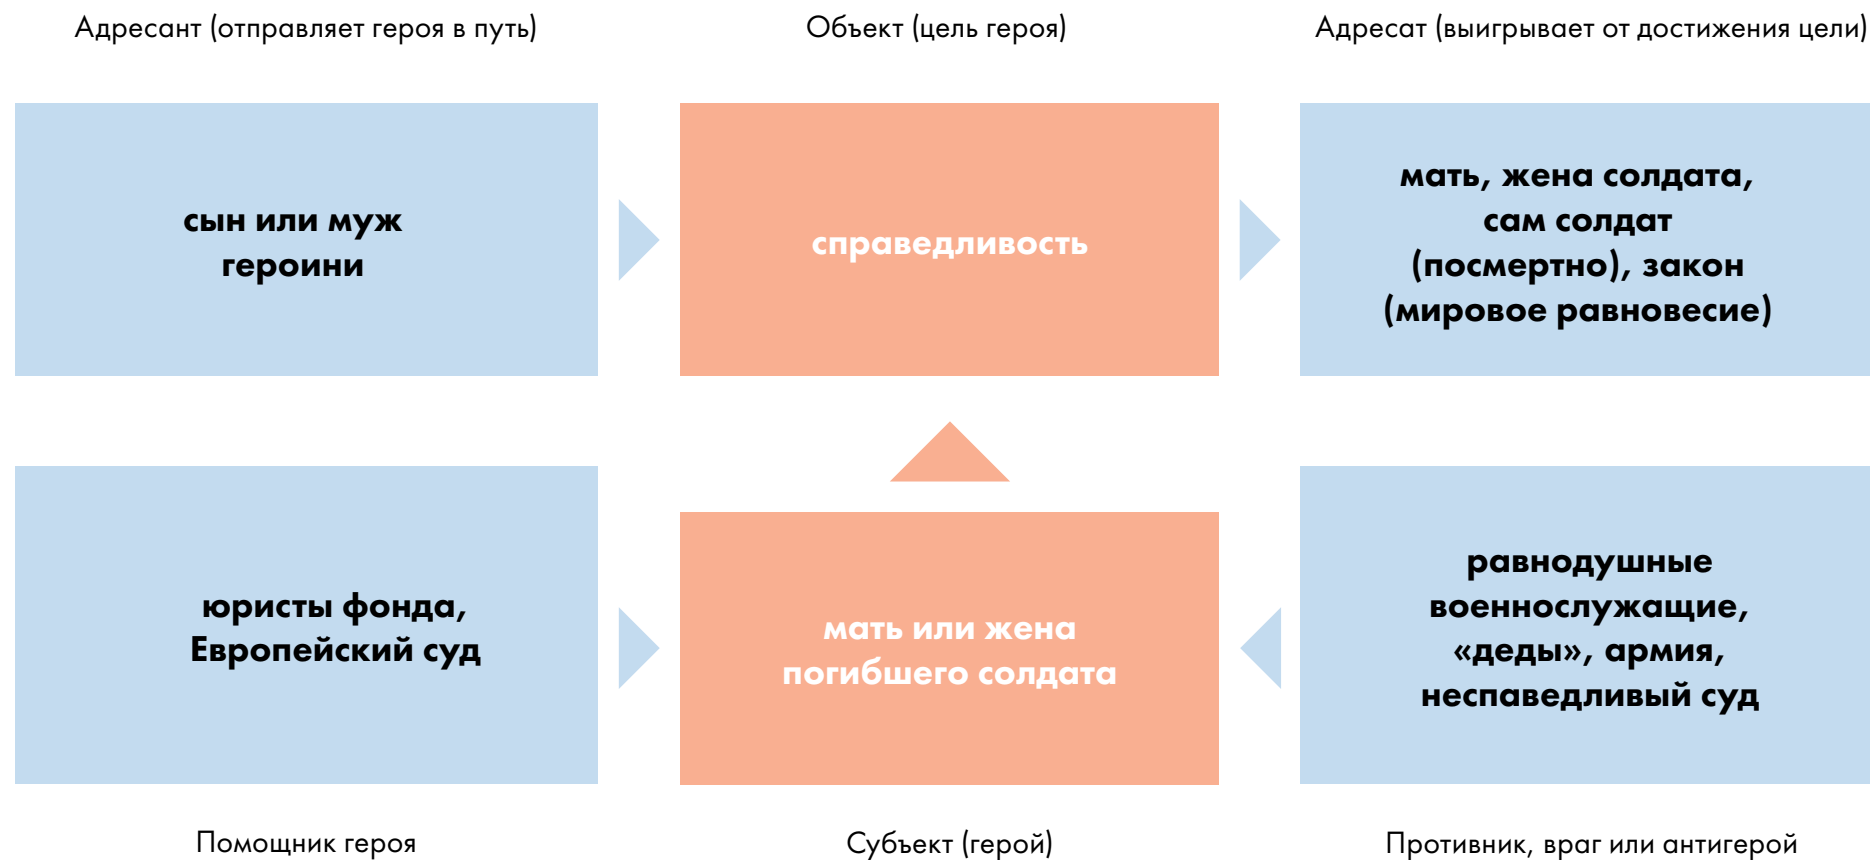 Адресант (отправляет героя в путь)
Объект (цель героя)
Адресат (выигрывает от достижения цели)
сын или муж
героини
справедливость
мать, жена солдата,
сам солдат
(посмертно), закон
(мировое равновесие)
юристы фонда,
Европейский суд
мать или жена
погибшего солдата
равнодушные
военнослужащие,
«деды», армия,
неспаведливый суд
Помощник героя
Субъект (герой)
Противник, враг или антигерой